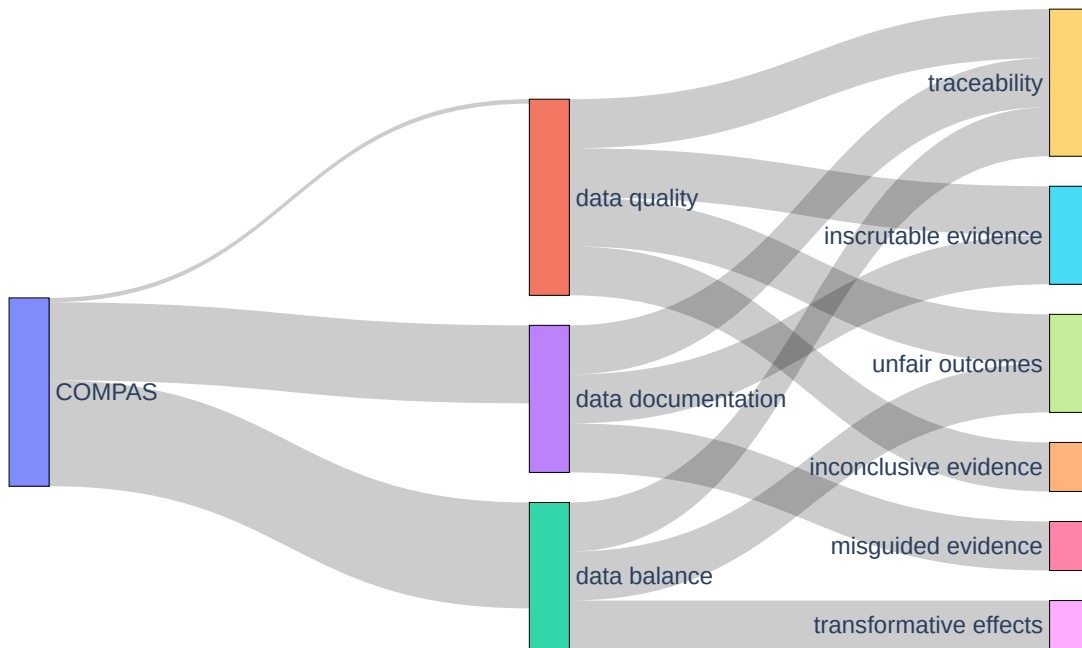 COMPAS
data quality
data documentation
data balance
traceability
inscrutable evidence
unfair outcomes
inconclusive evidence
misguided evidence
transformative effects